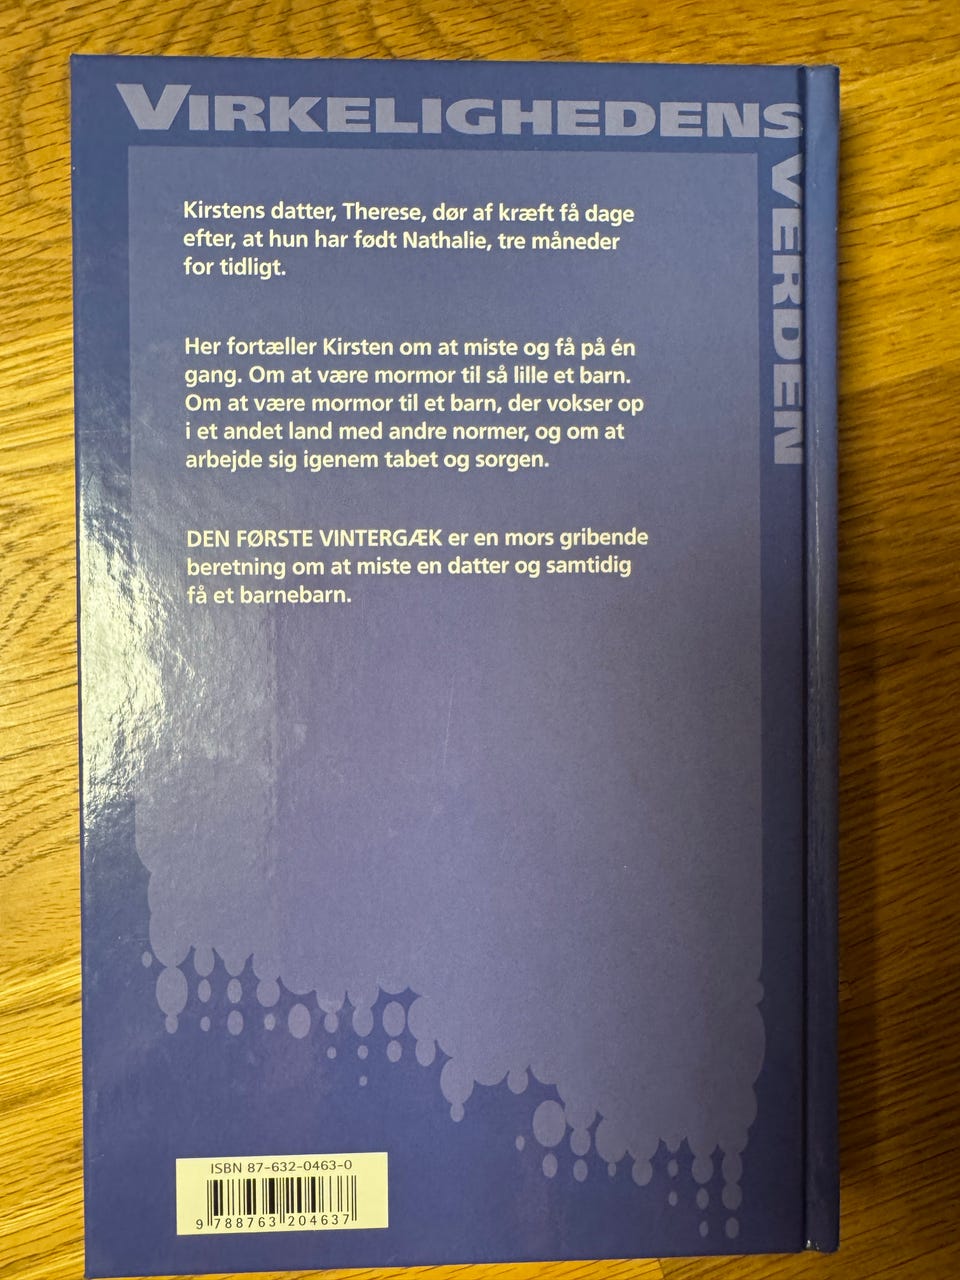 VIRKELIGHEDENS
VERDEN
Kirstens datter, Therese, dør af kræft få dage
efter, at hun har født Nathalie, tre måneder
for tidligt.
Her fortæller Kirsten om at miste og få på én
gang. Om at være mormor til så lille et barn.
Om at være mormor til et barn, der vokser op
i et andet land med andre normer, og om at
arbejde sig igenem tabet og sorgen.
DEN FØRSTE VINTERGÆK er en mors gribende
beretning om at miste en datter og samtidig
få et barnebarn.
ISBN 87-632-0463-0
9 788763 204637